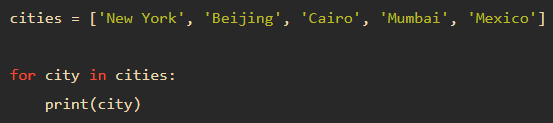 cities = ['New York', 'Beijing', 'Cairo', 'Mumbai', 'Mexico']
for city in cities:
    print(city)